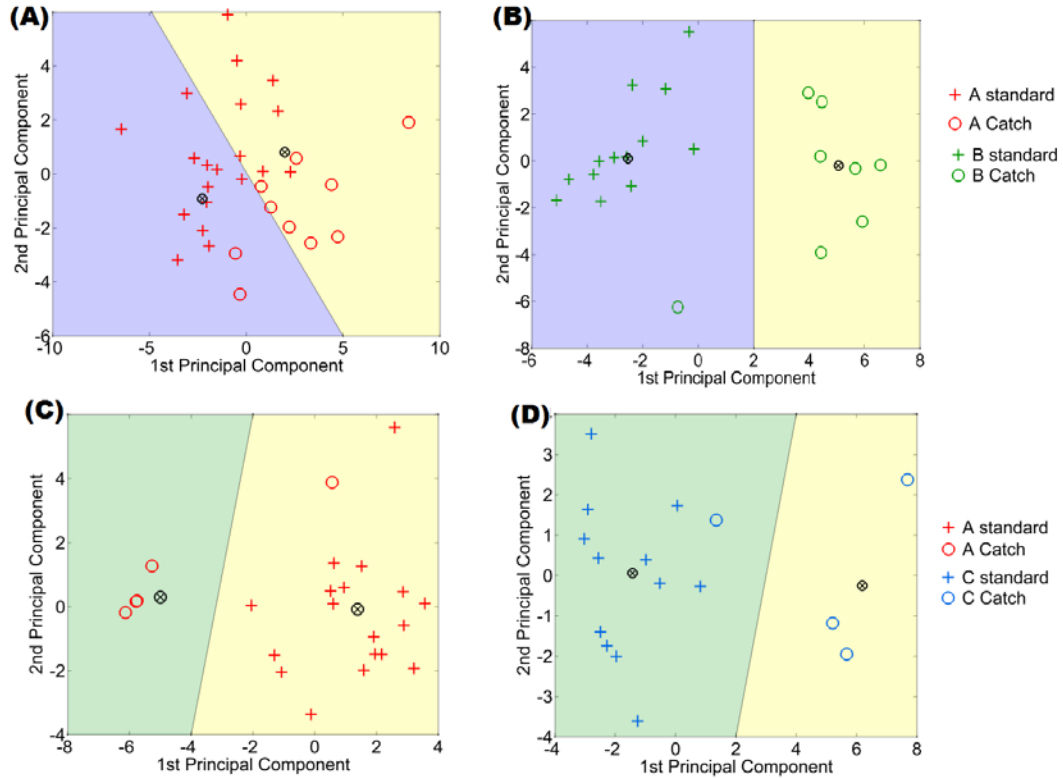 (A)
2nd Principal Component
6
4
2
0
-2
-4
-6
-10
-5
0
5
10
1st Principal Component
(B)
2nd Principal Component
6
4
2
0
-2
-4
-6
-8
-6
-4
-2
0
2
4
6
8
1st Principal Component
A standard
A Catch
B standard
B Catch
(C)
2nd Principal Component
4
2
0
-2
-4
-8
-6
-4
-2
0
2
4
1st Principal Component
(D)
2nd Principal Component
3
2
1
0
-1
-2
-3
-4
-4
-2
0
2
4
6
8
1st Principal Component
A standard
A Catch
C standard
C Catch